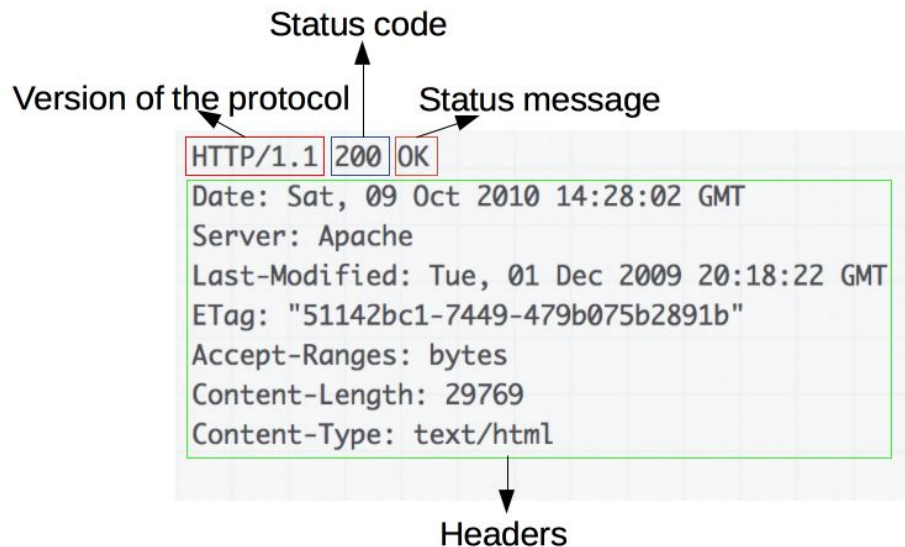 Status code
Version of the protocol
Status message
HTTP/1.1 200 OK
Date: Sat, 09 Oct 2010 14:28:02 GMT
Server: Apache
Last-Modified: Tue, 01 Dec 2009 20:18:22 GMT
ETag: "51142bc1-7449-479b075b2891b"
Accept-Ranges: bytes
Content-Length: 29769
Content-Type: text/html
Headers